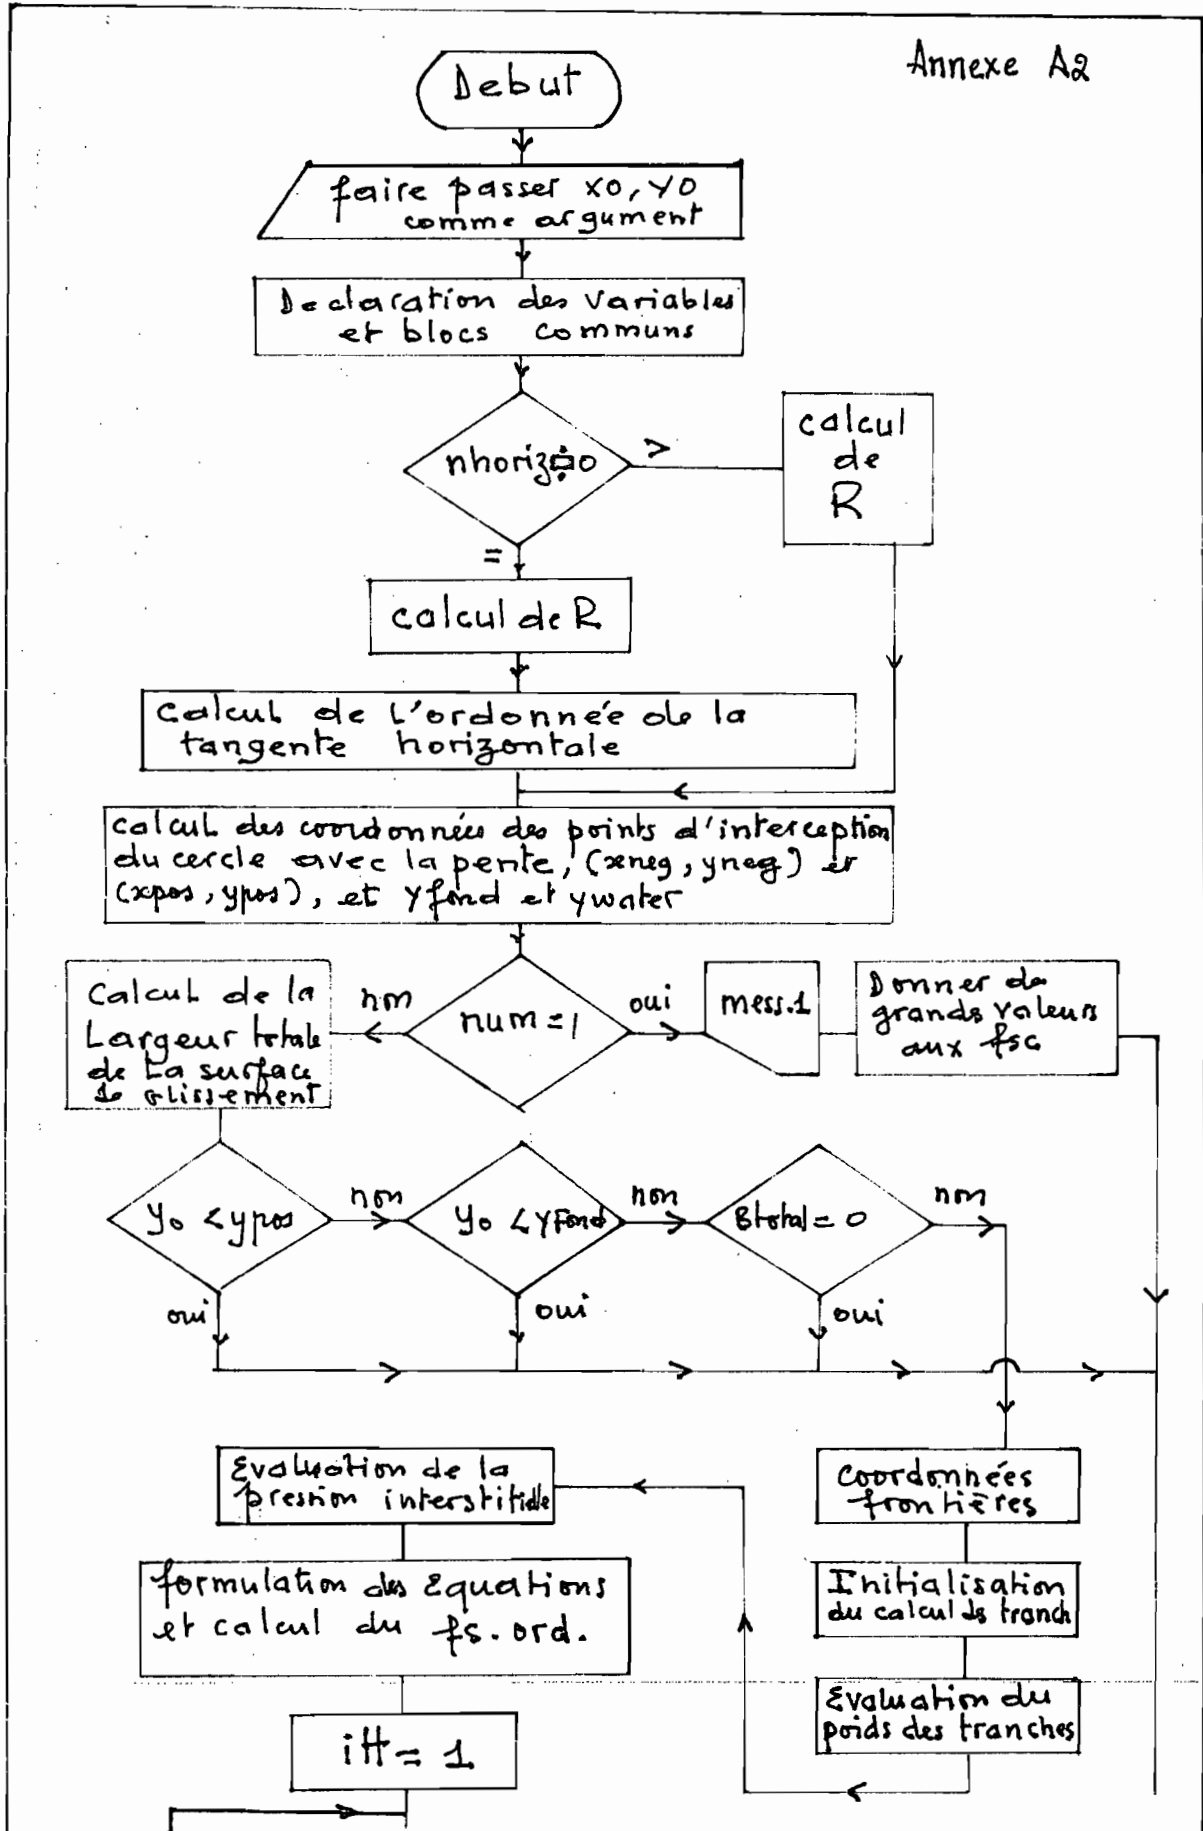 Annexe A2
Debut
faire passer x0, y0
comme argument
Declaration des variables
et blocs communs
>
calcul
de
R
=
calcul de R
Calcul de l'ordonnée de la
tangente horizontale
calcul des coordonnées des points d'interception
du cercle avec la pente, (xneg, yneg) et
(xpos, ypos), et yfond et ywater
Calcul de la
Largeur totale
de la surface
glissement
non
num = 1
oui
mess.1
Donner de
grands valeurs
aux fsc
yo < ypos
non
yo < yfond
non
Btotal = 0
non
oui
oui
oui
Evaluation de la
pression interstitielle
Coordonnées
frontières
formulation des Equations
et calcul du fs. ord.
Initialisation
du calcul ds tranch
Evaluation du
poids des tranches
itt = 1